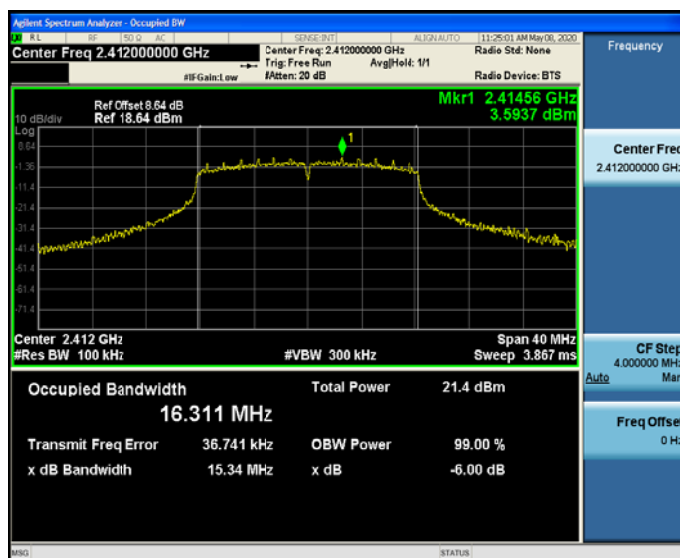 Agilent Spectrum Analyzer - Occupied BW
RL RF 50 Ω AC SENSE:INT ALIGN AUTO 11:25:01 AM May 08, 2020
Center Freq 2.412000000 GHz
Center Freq: 2.412000000 GHz
Radio Std: None
Trig: Free Run Avg|Hold: 1/1
#IFGain:Low
#Atten: 20 dB
Radio Device: BTS
Frequency
Ref Offset 8.64 dB
Mkr1 2.41456 GHz
10 dB/div
Ref 18.64 dBm
3.5937 dBm
Log
8.64
1
-1.36
-11.4
-21.4
-31.4
-41.4
-51.4
-61.4
-71.4
Center 2.412 GHz
Span 40 MHz
#Res BW 100 kHz
#VBW 300 kHz
Sweep 3.867 ms
Occupied Bandwidth
Total Power 21.4 dBm
16.311 MHz
Transmit Freq Error 36.741 kHz
OBW Power 99.00 %
x dB Bandwidth 15.34 MHz
x dB -6.00 dB
Center Freq
2.412000000 GHz
CF Step
4.000000 MHz
Auto Man
Freq Offset
0 Hz
MSG STATUS